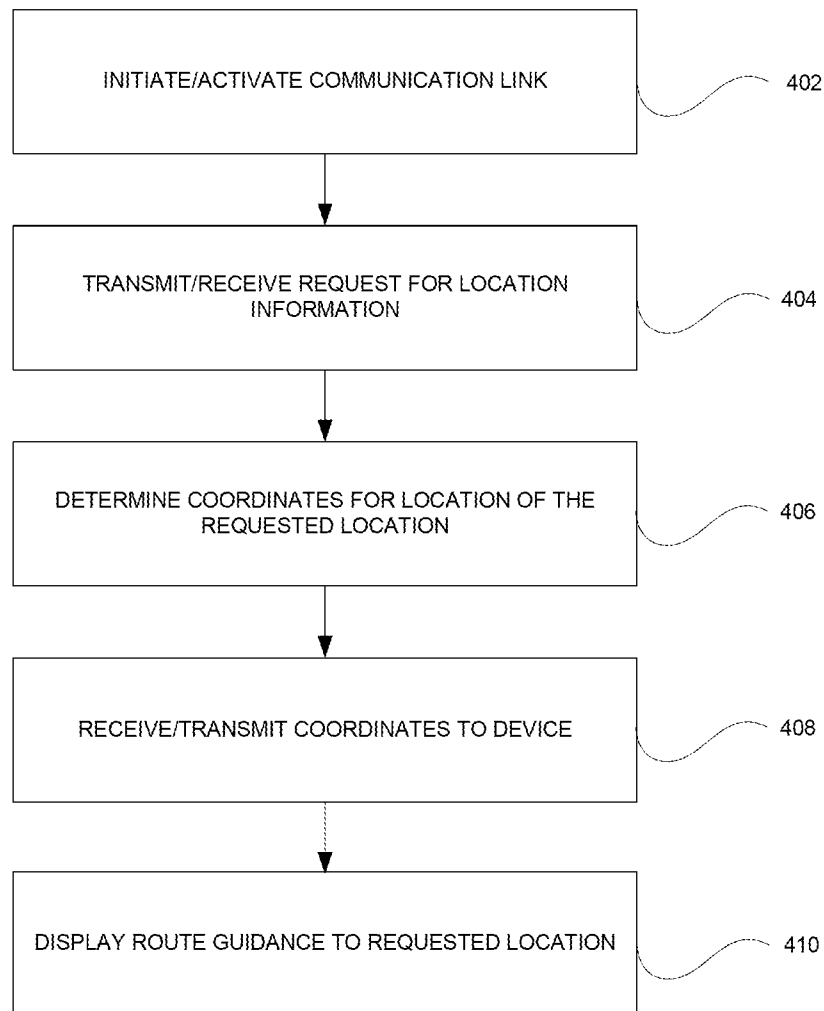 INITIATE/ACTIVATE COMMUNICATION LINK
402
TRANSMIT/RECEIVE REQUEST FOR LOCATION
INFORMATION
404
DETERMINE COORDINATES FOR LOCATION OF THE
REQUESTED LOCATION
406
RECEIVE/TRANSMIT COORDINATES TO DEVICE
408
DISPLAY ROUTE GUIDANCE TO REQUESTED LOCATION
410